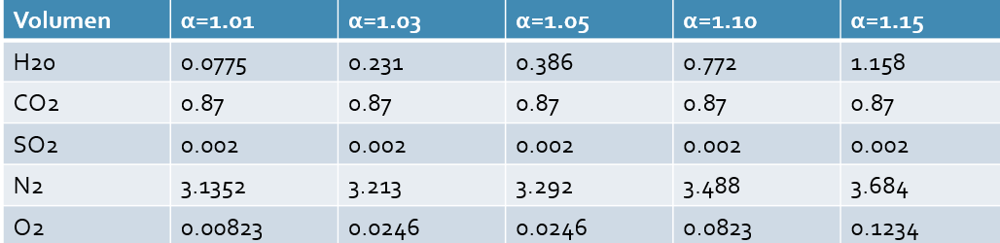 Volumen α=1.01 α=1.03 α=1.05 α=1.10 α=1.15
H20 0.0775 0.231 0.386 0.772 1.158
CO2 0.87 0.87 0.87 0.87 0.87
SO2 0.002 0.002 0.002 0.002 0.002
N2 3.1352 3.213 3.292 3.488 3.684
O2 0.00823 0.0246 0.0246 0.0823 0.1234